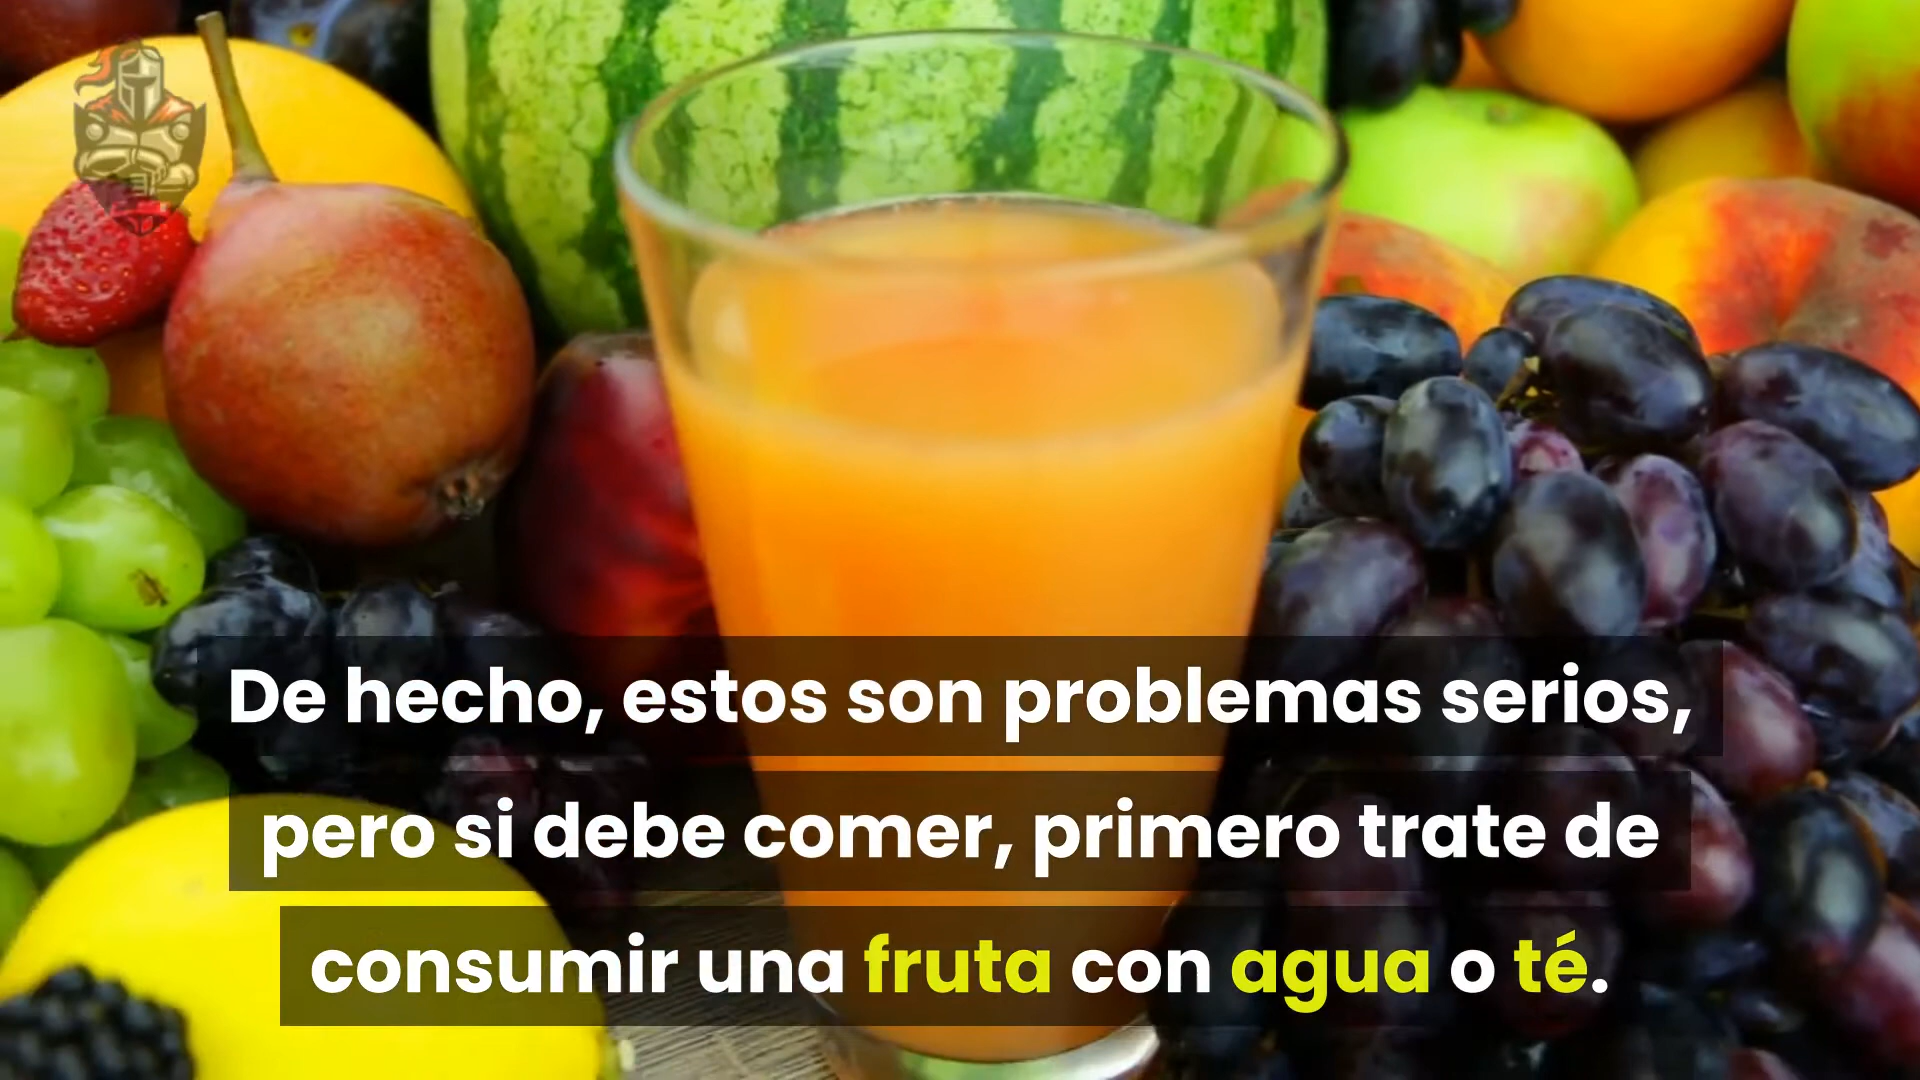 De hecho, estos son problemas serios,
pero si debe comer, primero trate de
consumir una fruta con agua o té.